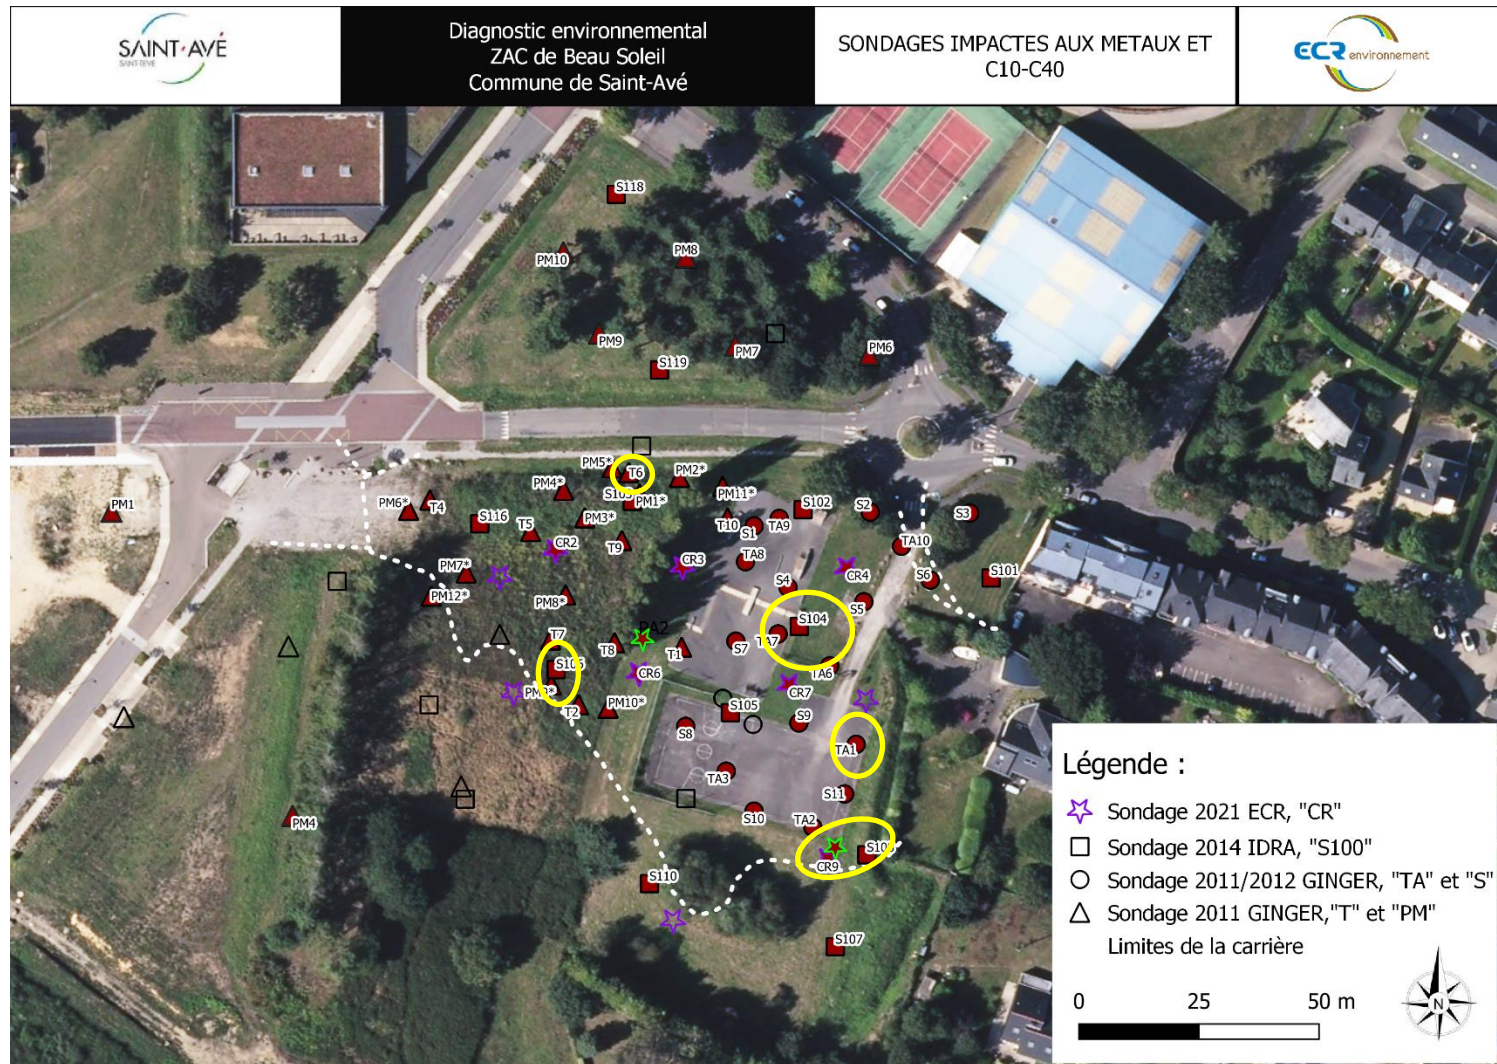 SAINT·AVÉ
SANT-TEVE
Diagnostic environnemental
ZAC de Beau Soleil
Commune de Saint-Avé
SONDAGES IMPACTES AUX METAUX ET
C10-C40
ECR environnement
S118
PM10
PM8
PM9
PM7
PM6
S119
PM1
PM6*
T4
S116
PM4*
PM5*
T6
PM1*
PM2*
PM11*
PM3*
T5
CR2
T9
T10
S1
TA9
S102
S2
S3
TA10
TA8
CR3
CR4
S6
S101
PM7*
PM12*
PM8*
S4
S5
S104
TA7
S7
T7
T8
T1
CR6
TA6
CR7
T2
PM10*
S105
S9
S8
TA1
TA3
S11
S10
TA2
CR9
PM4
S110
S107
Légende :
Sondage 2021 ECR, "CR"
Sondage 2014 IDRA, "S100"
Sondage 2011/2012 GINGER, "TA" et "S"
Sondage 2011 GINGER,"T" et "PM"
Limites de la carrière
0 25 50 m
N